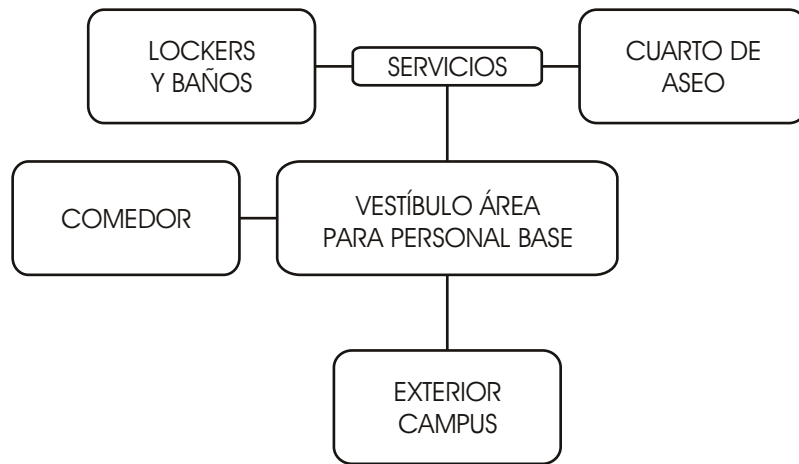 LOCKERS
Y BAÑOS
SERVICIOS
CUARTO DE
ASEO
COMEDOR
VESTÍBULO ÁREA
PARA PERSONAL BASE
EXTERIOR
CAMPUS